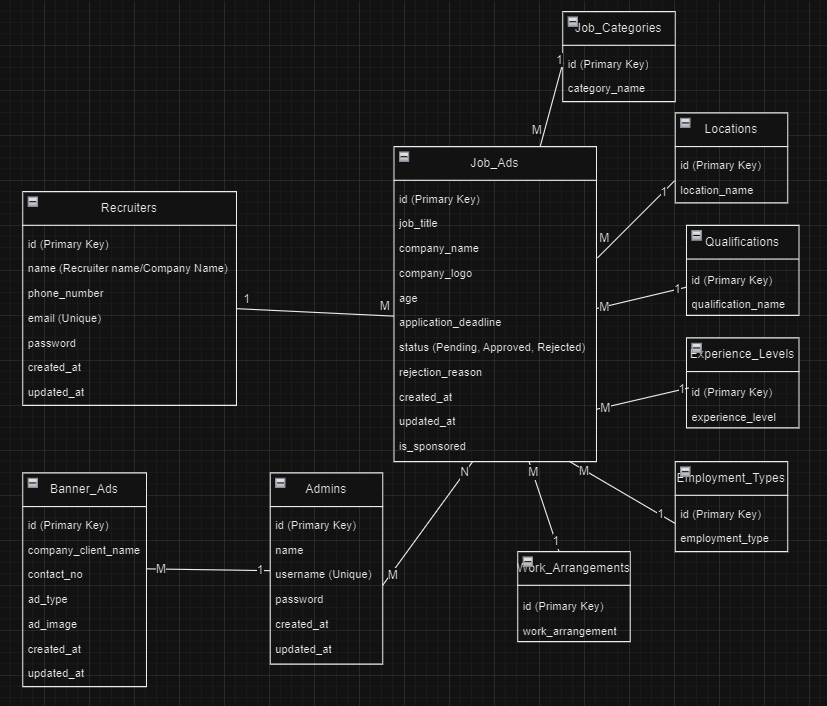 Job_Categories
id (Primary Key)
category_name
1
M
Locations
id (Primary Key)
location_name
1
M
Job_Ads
id (Primary Key)
job_title
company_name
company_logo
age
application_deadline
status (Pending, Approved, Rejected)
rejection_reason
created_at
updated_at
is_sponsored
Recruiters
id (Primary Key)
name (Recruiter name/Company Name)
phone_number
email (Unique)
password
created_at
updated_at
1
M
Qualifications
id (Primary Key)
qualification_name
1
M
Experience_Levels
id (Primary Key)
experience_level
1
M
Employment_Types
id (Primary Key)
employment_type
M
1
Work_Arrangements
id (Primary Key)
work_arrangement
M
1
Banner_Ads
id (Primary Key)
company_client_name
contact_no
ad_type
ad_image
created_at
updated_at
M
1
Admins
id (Primary Key)
name
username (Unique)
password
created_at
updated_at
N
M